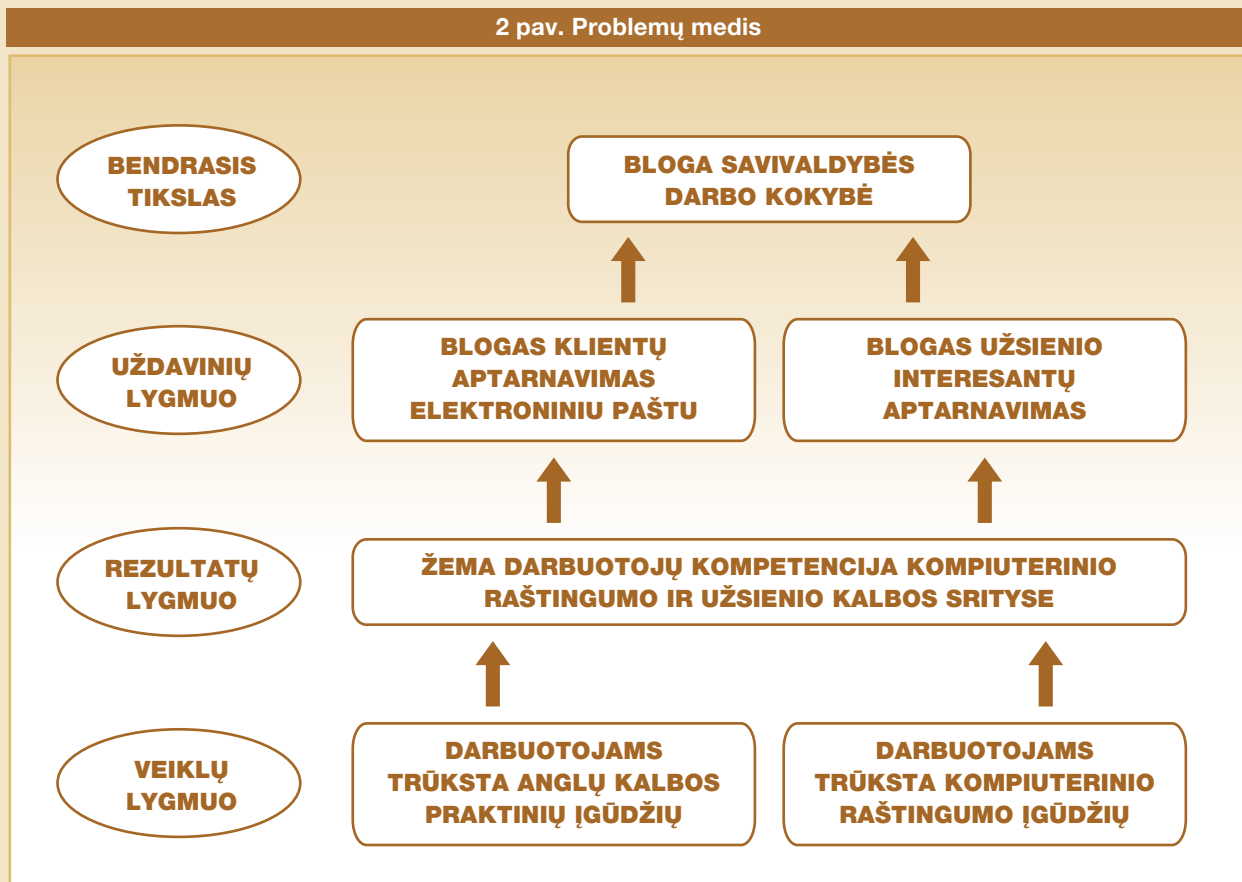 2 pav. Problemų medis
BENDRASIS
TIKSLAS
BLOGA SAVIVALDYBĖS
DARBO KOKYBĖ
UŽDAVINIŲ
LYGMUO
BLOGAS KLIENTŲ
APTARNAVIMAS
ELEKTRONINIU PAŠTU
BLOGAS UŽSIENIO
INTERESANTŲ
APTARNAVIMAS
REZULTATŲ
LYGMUO
ŽEMA DARBUOTOJŲ KOMPETENCIJA KOMPIUTERINIO
RAŠTINGUMO IR UŽSIENIO KALBOS SRITYSE
VEIKLŲ
LYGMUO
DARBUOTOJAMS
TRŪKSTA ANGLŲ KALBOS
PRAKTINIŲ ĮGŪDŽIŲ
DARBUOTOJAMS
TRŪKSTA KOMPIUTERINIO
RAŠTINGUMO ĮGŪDŽIŲ